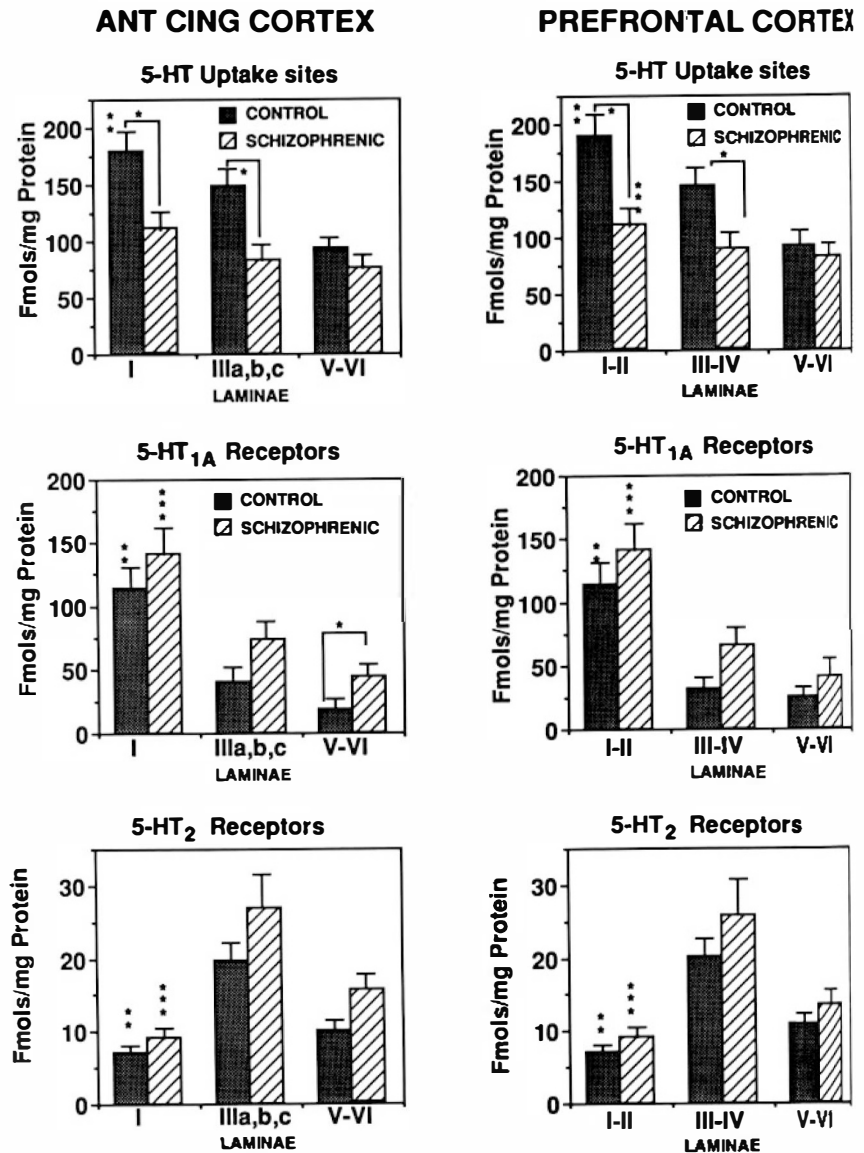 ANT CING CORTEX
5-HT Uptake sites
Fmols/mg Protein
200
150
100
50
0
* *
*
*
CONTROL
SCHIZOPHRENIC
I IIIa,b,c V-VI
LAMINAE
5-HT1A Receptors
Fmols/mg Protein
200
150
100
50
0
* *
* * *
*
CONTROL
SCHIZOPHRENIC
I IIIa,b,c V-VI
LAMINAE
5-HT2 Receptors
Fmols/mg Protein
30
20
10
0
* *
* * *
I IIIa,b,c V-VI
LAMINAE
PREFRONTAL CORTEX
5-HT Uptake sites
Fmols/mg Protein
200
150
100
50
0
* *
*
* * *
*
CONTROL
SCHIZOPHRENIC
I-II III-IV V-VI
LAMINAE
5-HT1A Receptors
Fmols/mg Protein
200
150
100
50
0
* *
* * *
CONTROL
SCHIZOPHRENIC
I-II III-IV V-VI
LAMINAE
5-HT2 Receptors
Fmols/mg Protein
30
20
10
0
* *
* * *
I-II III-IV V-VI
LAMINAE